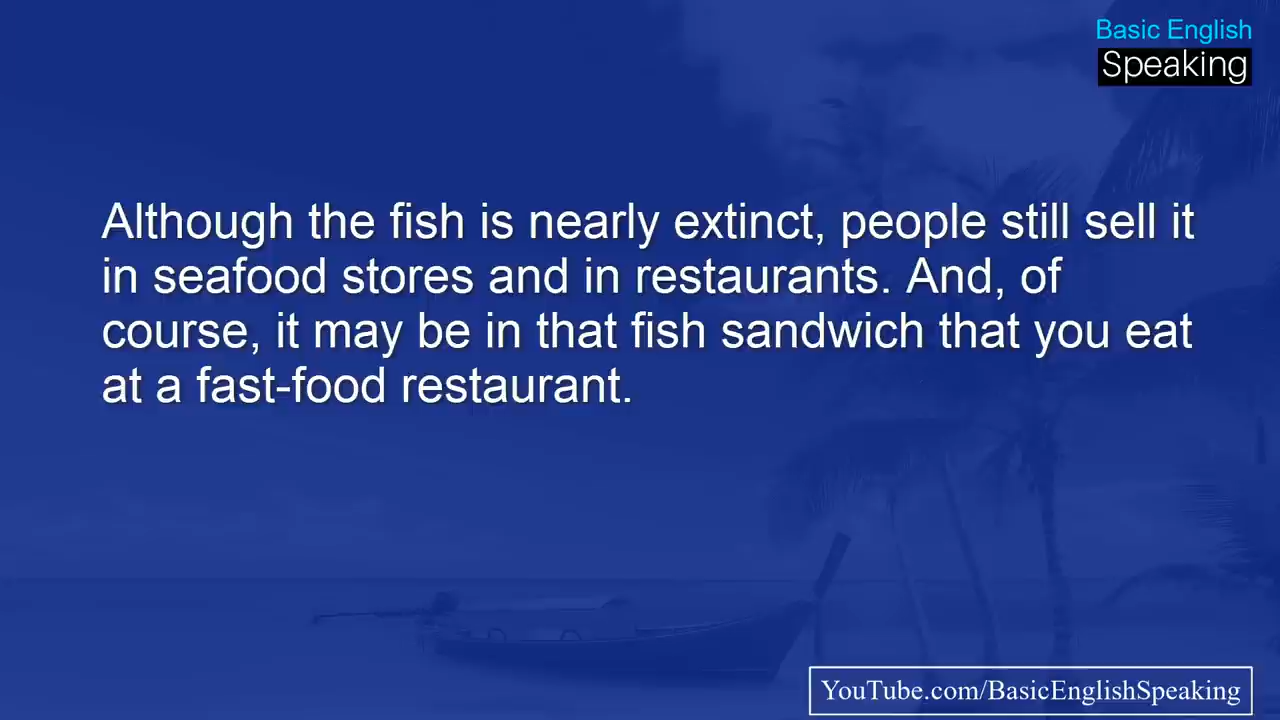 Basic English
Speaking
Although the fish is nearly extinct, people still sell it
in seafood stores and in restaurants. And, of
course, it may be in that fish sandwich that you eat
at a fast-food restaurant.
YouTube.com/BasicEnglishSpeaking